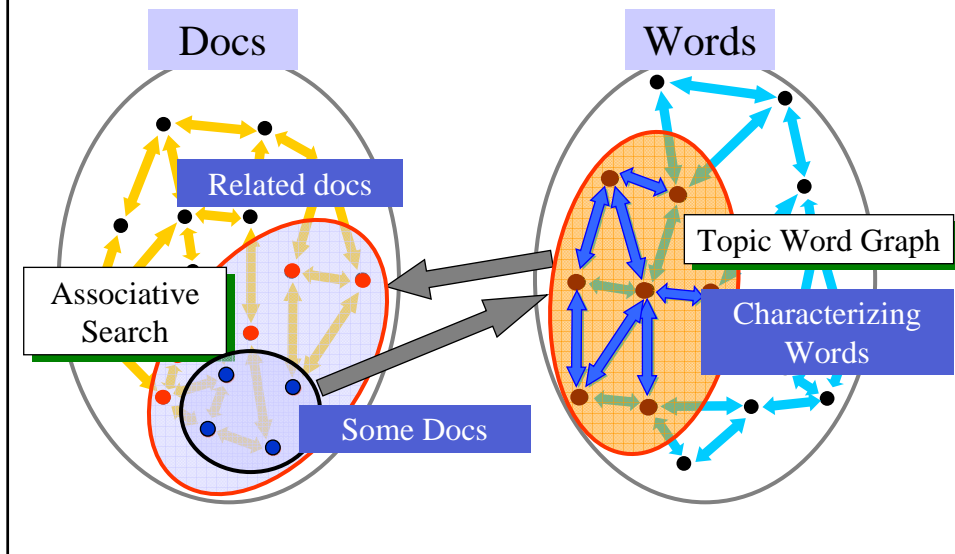 Docs
Words
Related docs
Topic Word Graph
Associative
Search
Characterizing
Words
Some Docs